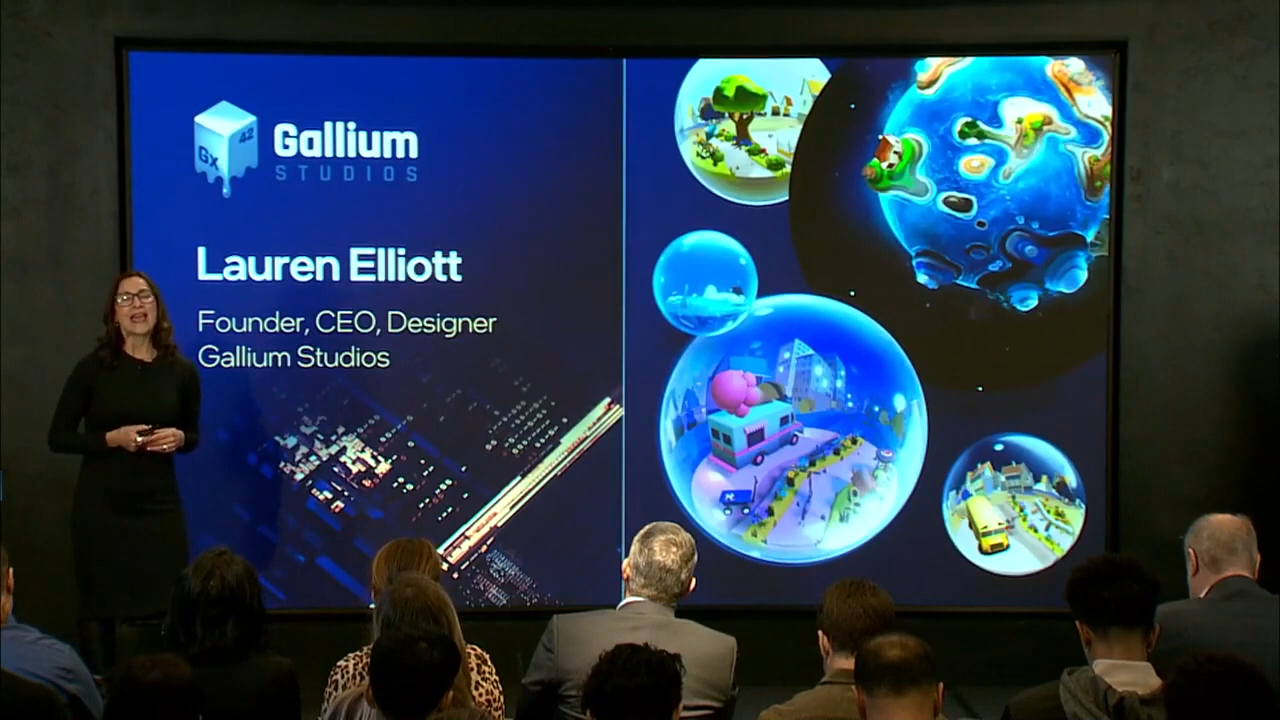 Gx
42
Gallium
STUDIOS
Lauren Elliott
Founder, CEO, Designer
Gallium Studios